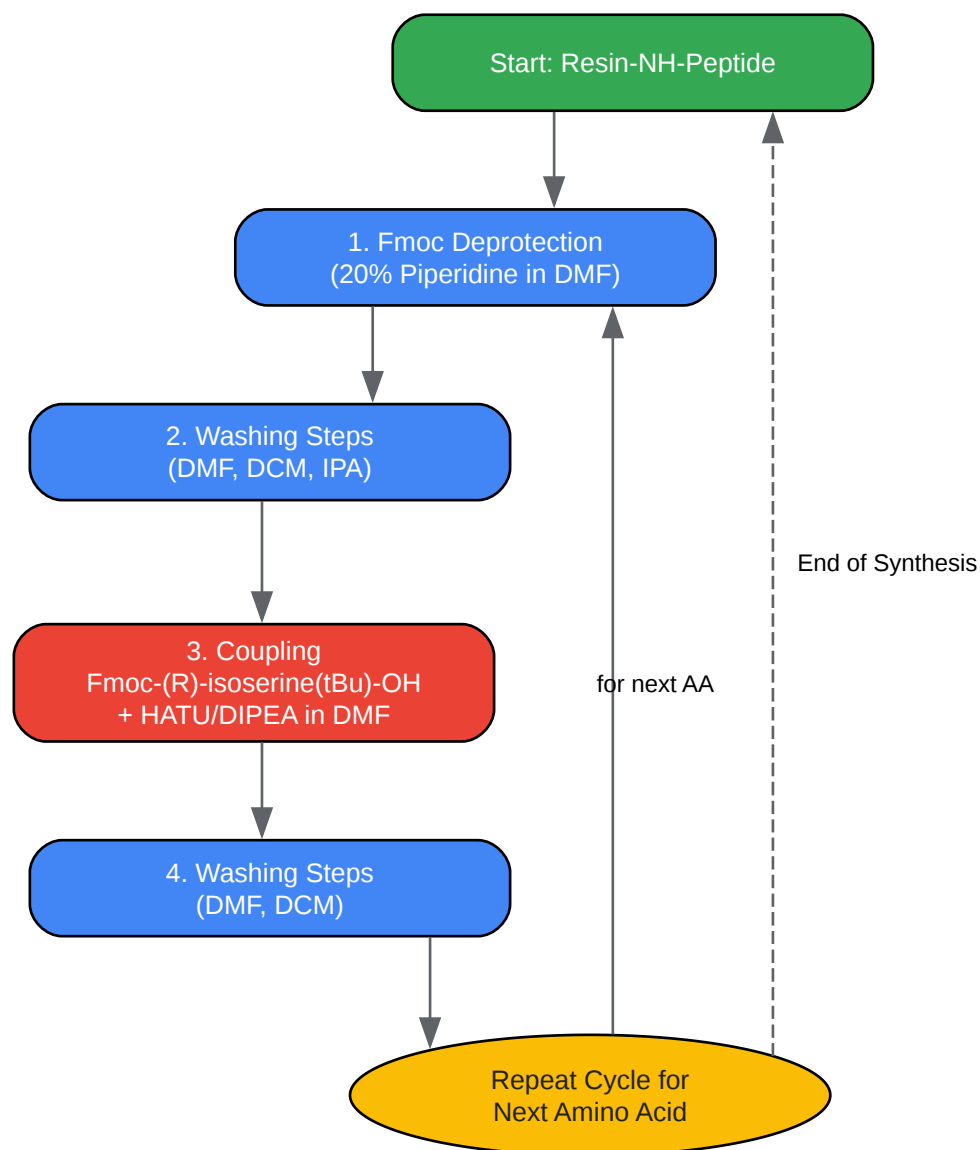 Start: Resin-NH-Peptide
1. Fmoc Deprotection
(20% Piperidine in DMF)
2. Washing Steps
(DMF, DCM, IPA)
End of Synthesis
3. Coupling
Fmoc-(R)-isoserine(tBu)-OH
+ HATU/DIPEA in DMF
for next AA
4. Washing Steps
(DMF, DCM)
Repeat Cycle for
Next Amino Acid